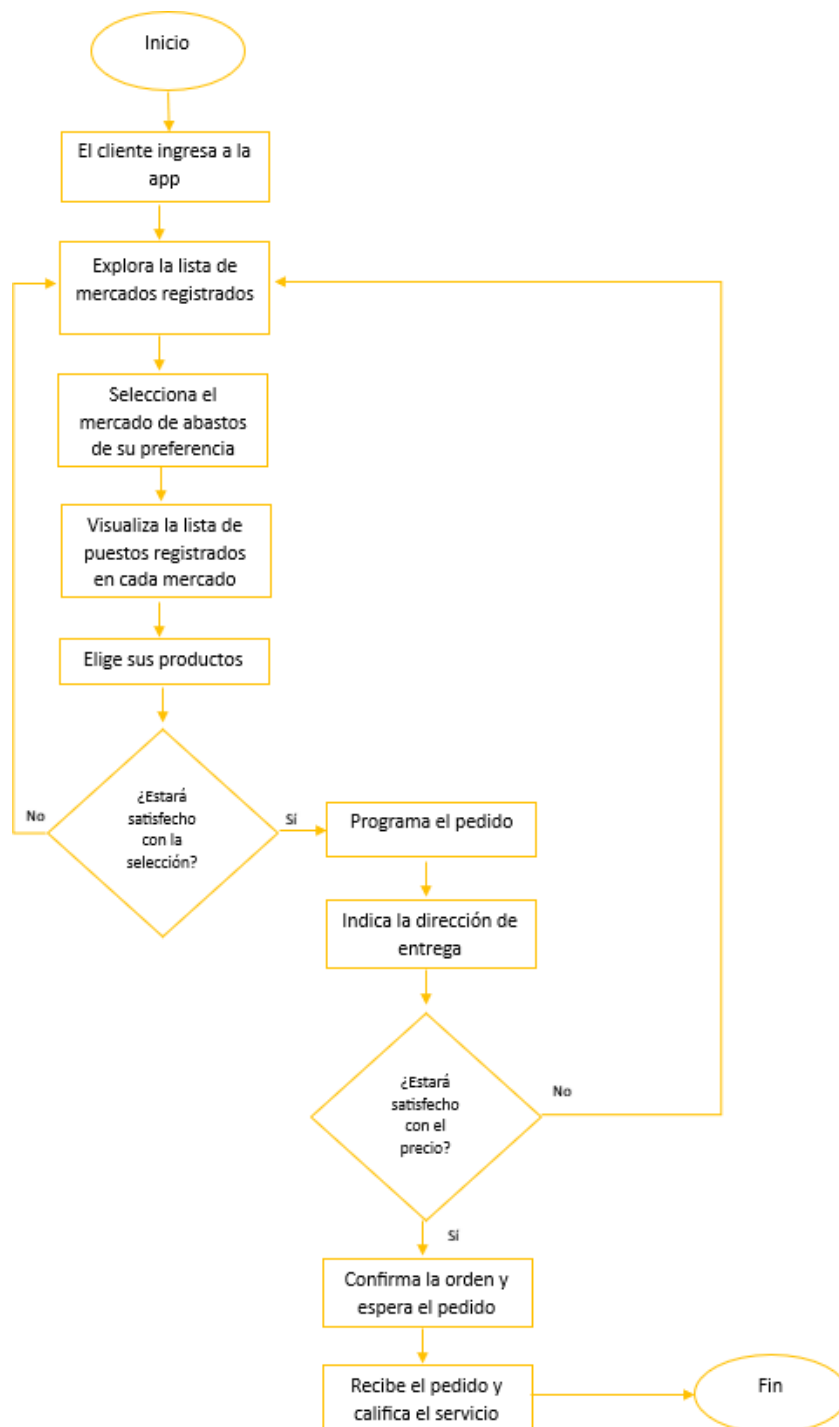 Inicio
El cliente ingresa a la
app
Explora la lista de
mercados registrados
Selecciona el
mercado de abastos
de su preferencia
Visualiza la lista de
puestos registrados
en cada mercado
Elige sus productos
¿Estará
satisfecho
con la
selección?
No
Sí
Programa el pedido
Indica la dirección de
entrega
¿Estará
satisfecho
con el
precio?
No
Sí
Confirma la orden y
espera el pedido
Recibe el pedido y
califica el servicio
Fin